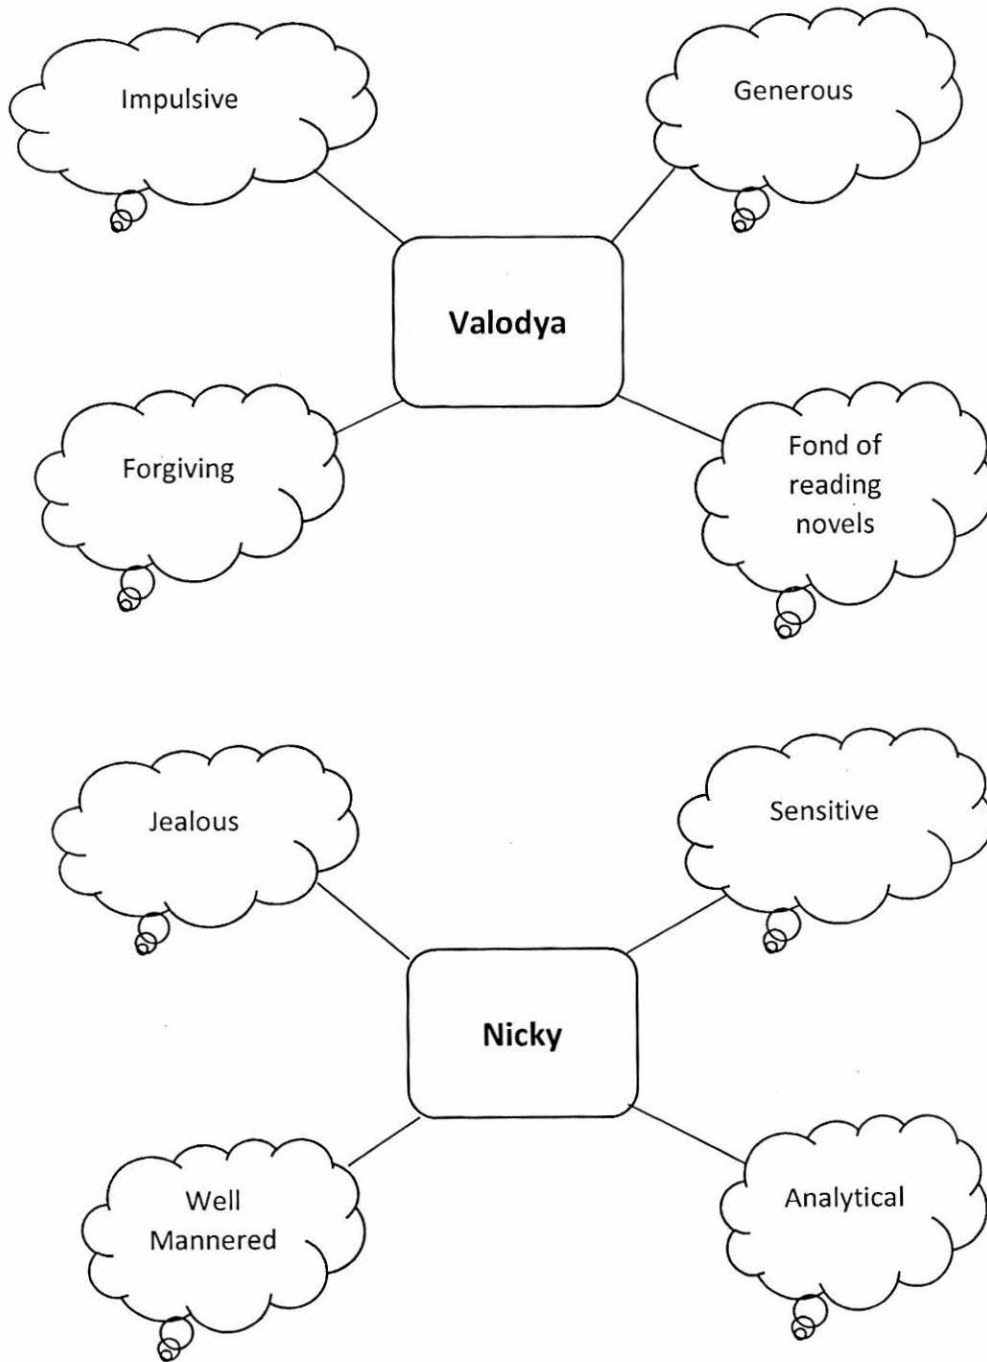 Impulsive
Generous
Valodya
Forgiving
Fond of
reading
novels
Jealous
Sensitive
Nicky
Well
Mannered
Analytical